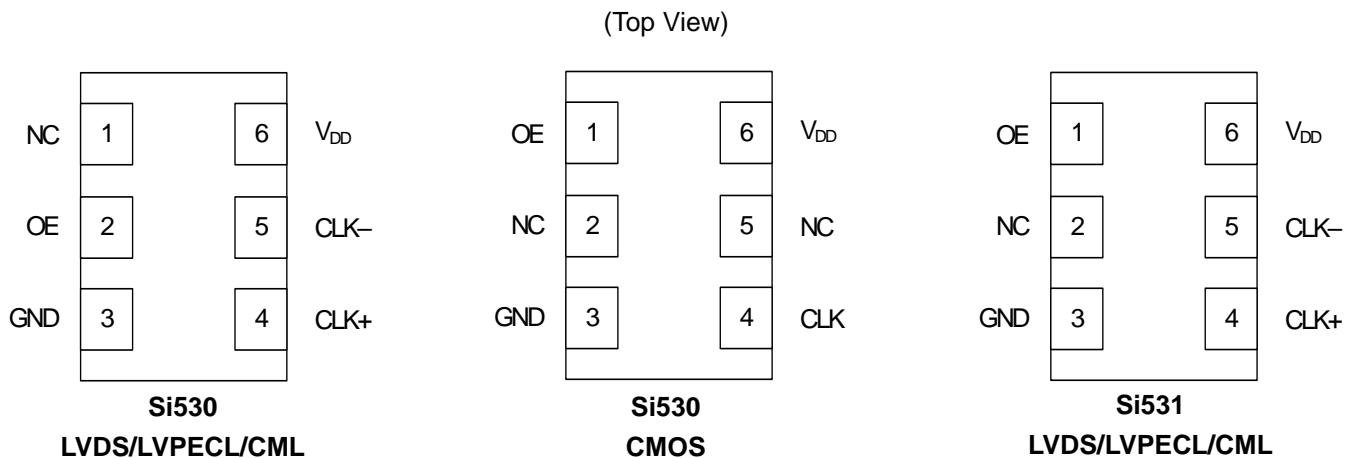 (Top View)
NC 1 6 VDD
OE 2 5 CLK–
GND 3 4 CLK+
Si530
LVDS/LVPECL/CML
OE 1 6 VDD
NC 2 5 NC
GND 3 4 CLK
Si530
CMOS
OE 1 6 VDD
NC 2 5 CLK–
GND 3 4 CLK+
Si531
LVDS/LVPECL/CML